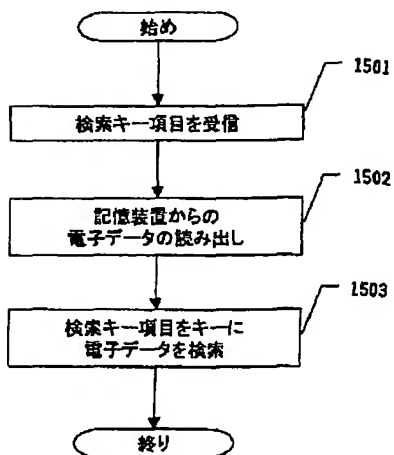 始め
1501
検索キー項目を受信
1502
記憶装置からの
電子データの読み出し
1503
検索キー項目をキーに
電子データを検索
終り